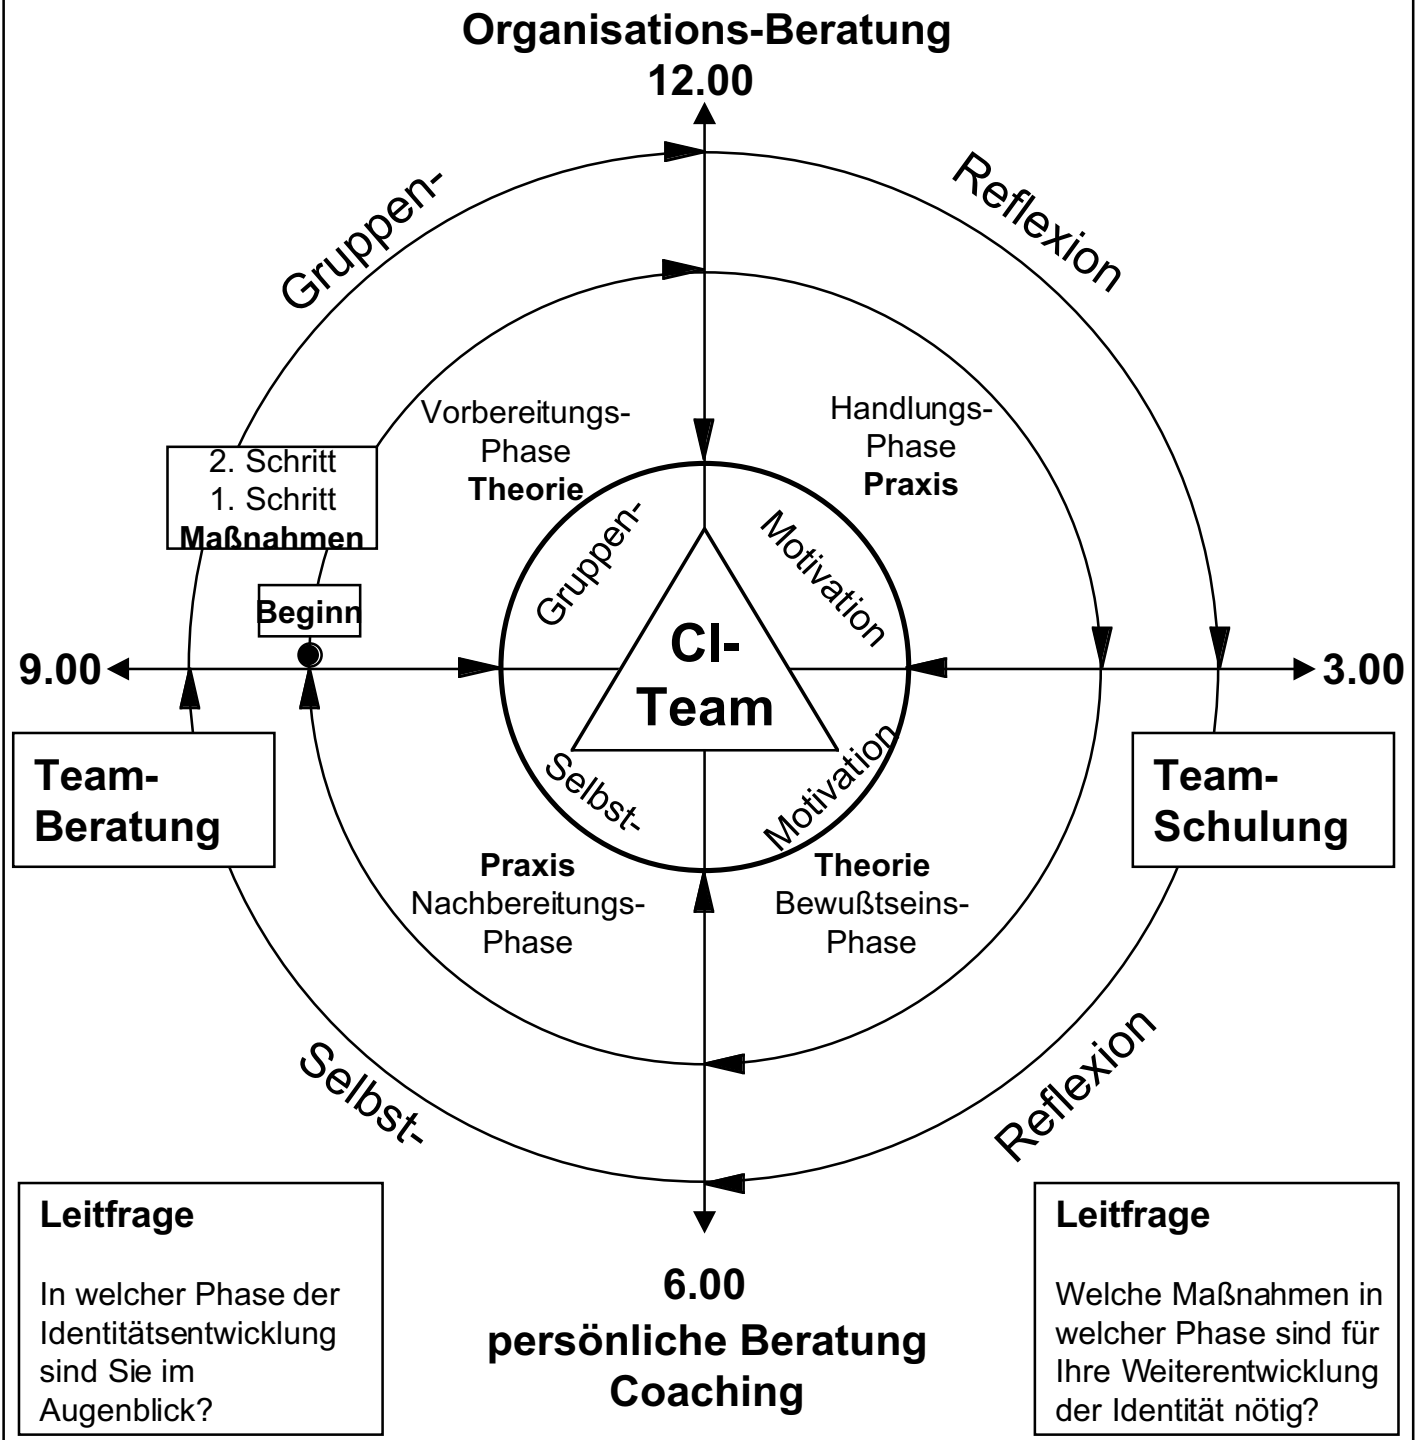 Organisations-Beratung
12.00
Gruppen-
Reflexion
Vorbereitungs-
Phase
Theorie
Handlungs-
Phase
Praxis
2. Schritt
1. Schritt
Maßnahmen
Beginn
Gruppen-
Motivation
CI-
Team
9.00
3.00
Selbst-
Motivation
Team-
Beratung
Team-
Schulung
Praxis
Nachbereitungs-
Phase
Theorie
Bewußtseins-
Phase
Selbst-
Reflexion
Leitfrage
In welcher Phase der
Identitätsentwicklung
sind Sie im
Augenblick?
6.00
persönliche Beratung
Coaching
Leitfrage
Welche Maßnahmen in
welcher Phase sind für
Ihre Weiterentwicklung
der Identität nötig?